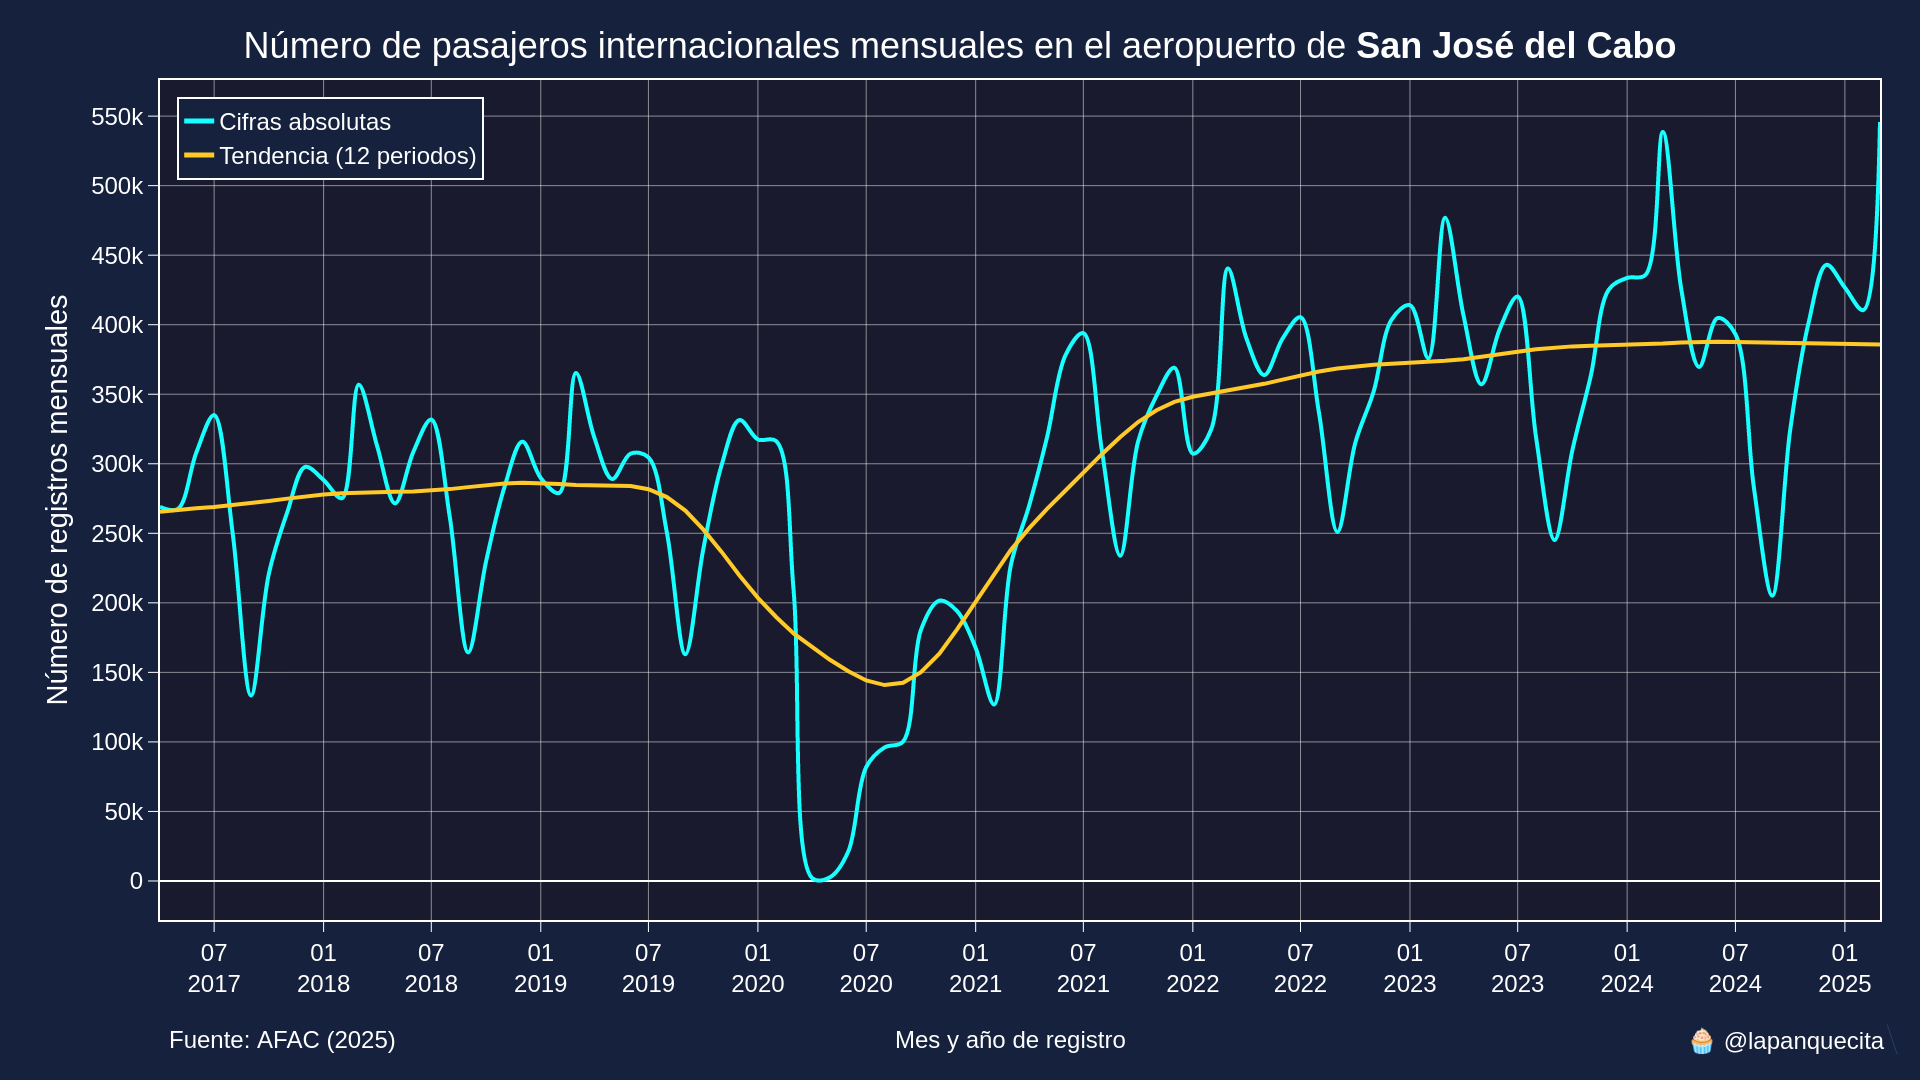 Número de pasajeros internacionales mensuales en el aeropuerto de San José del Cabo
Cifras absolutas
Tendencia (12 periodos)
Número de registros mensuales
550k
500k
450k
400k
350k
300k
250k
200k
150k
100k
50k
0
07 01 07 01 07 01 07 01 07 01 07 01 07 01 07 01
2017 2018 2018 2019 2019 2020 2020 2021 2021 2022 2022 2023 2023 2024 2024 2025
Fuente: AFAC (2025)
Mes y año de registro
🧁 @lapanquecita